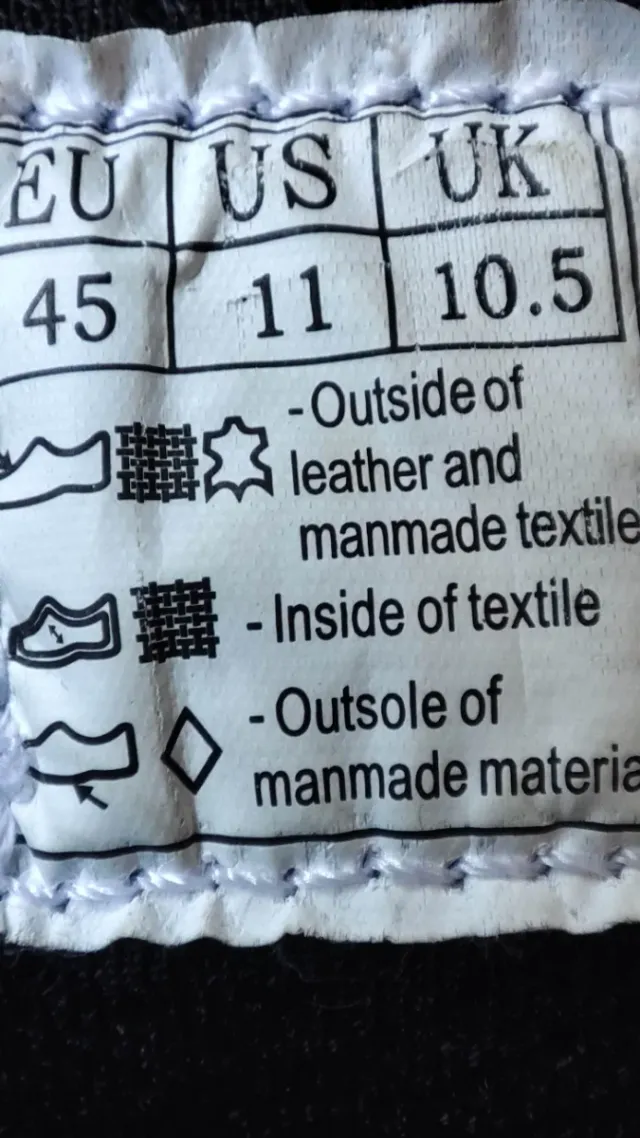 EU US UK
45 11 10.5
-Outside of
leather and
manmade textile
- Inside of textile
-Outsole of
manmade materia